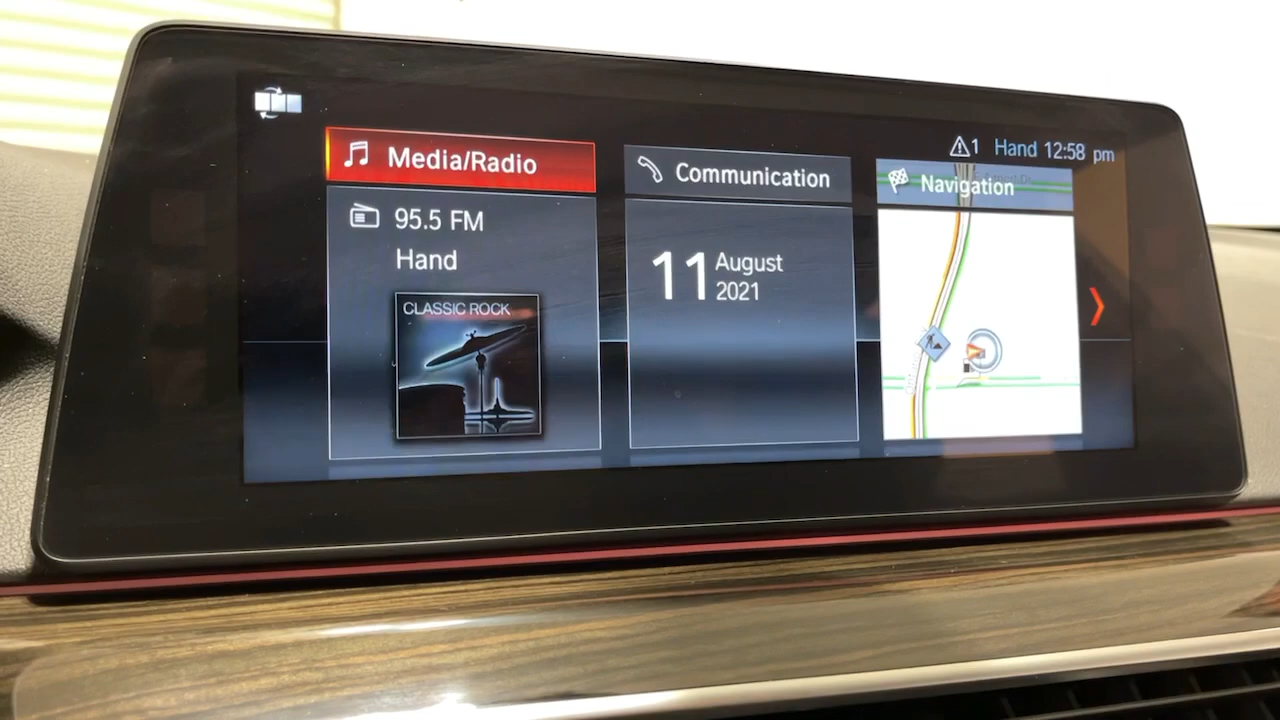 1 Hand 12:58 pm
Media/Radio
95.5 FM
Hand
CLASSIC ROCK
Communication
11 August
2021
Navigation